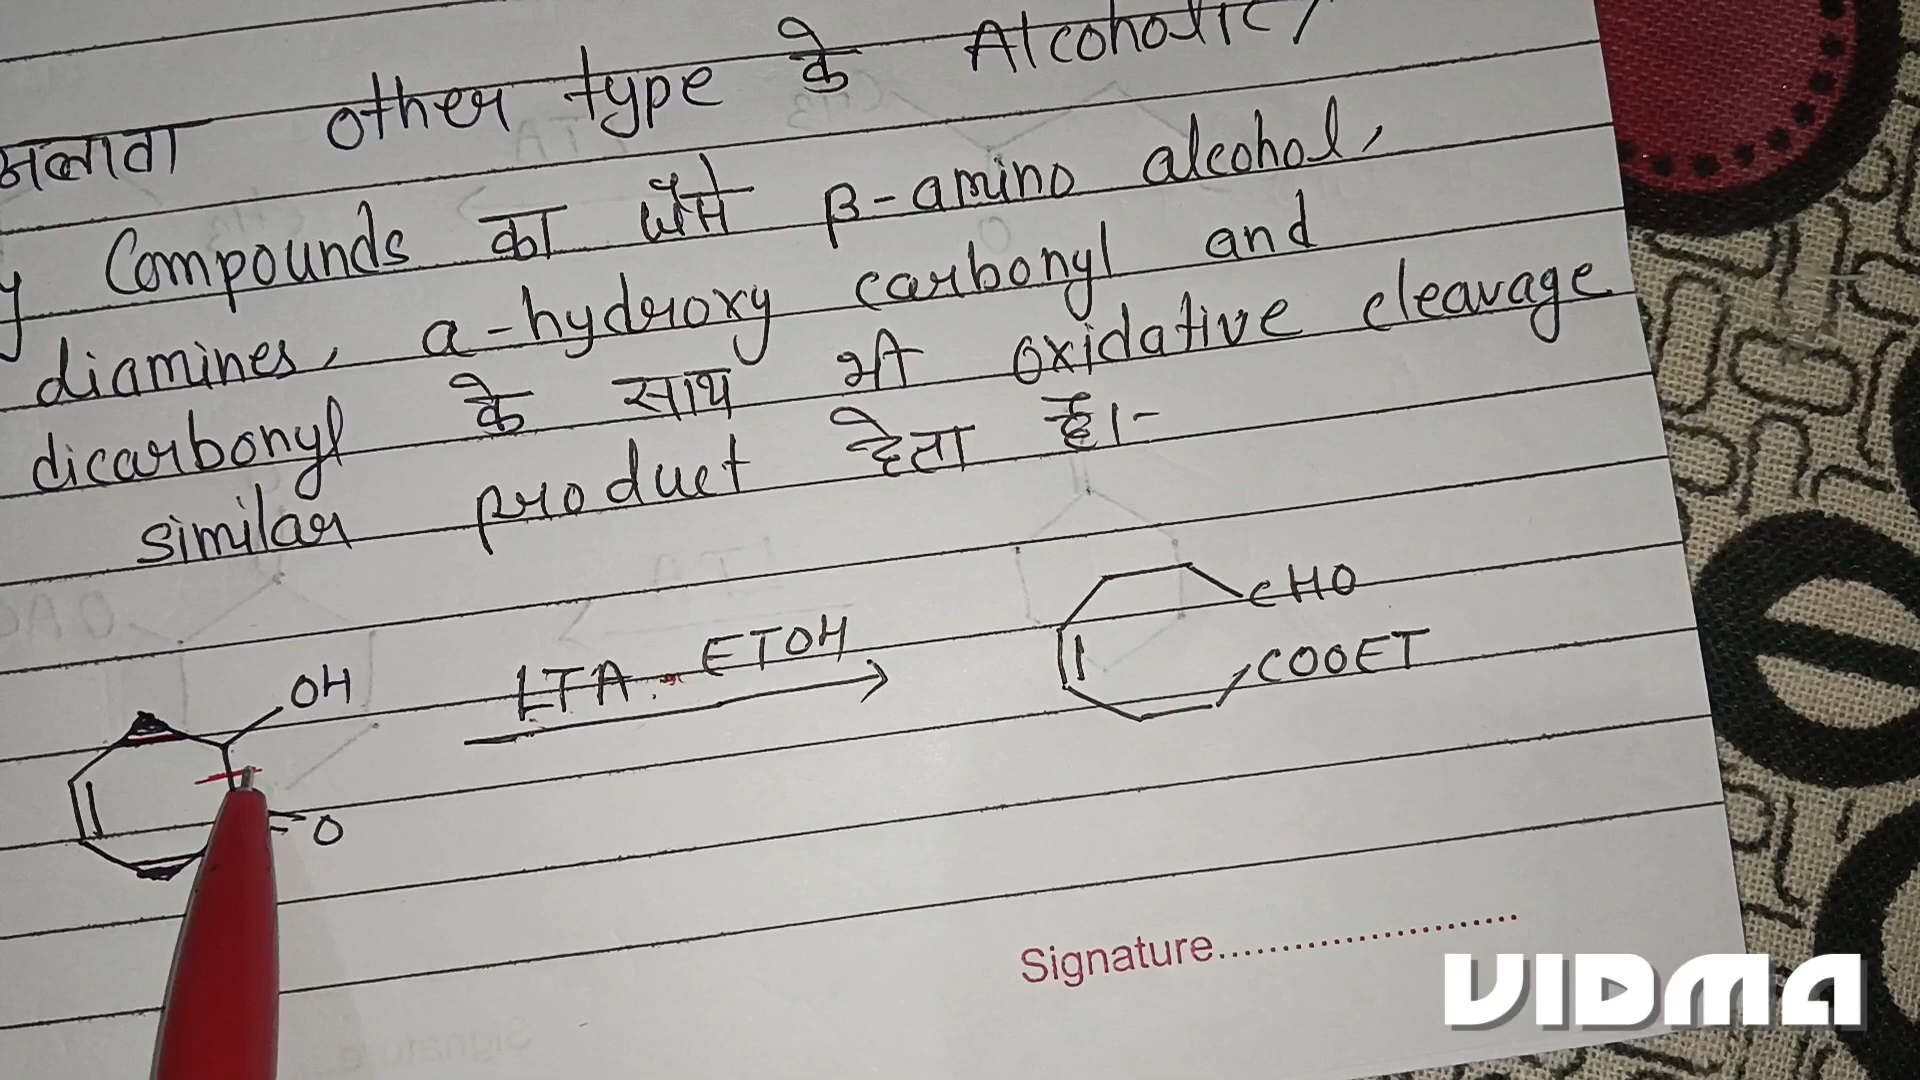 other type के Alcoholic/
Compounds का जैसे β-amino alcohol,
diamines, α-hydroxy carbonyl and
dicarbonyl के साथ भी oxidative cleavage
similar product देता है।-
OH
LTA - ETOH
=O
CHO
COOET
Signature
VIDMA